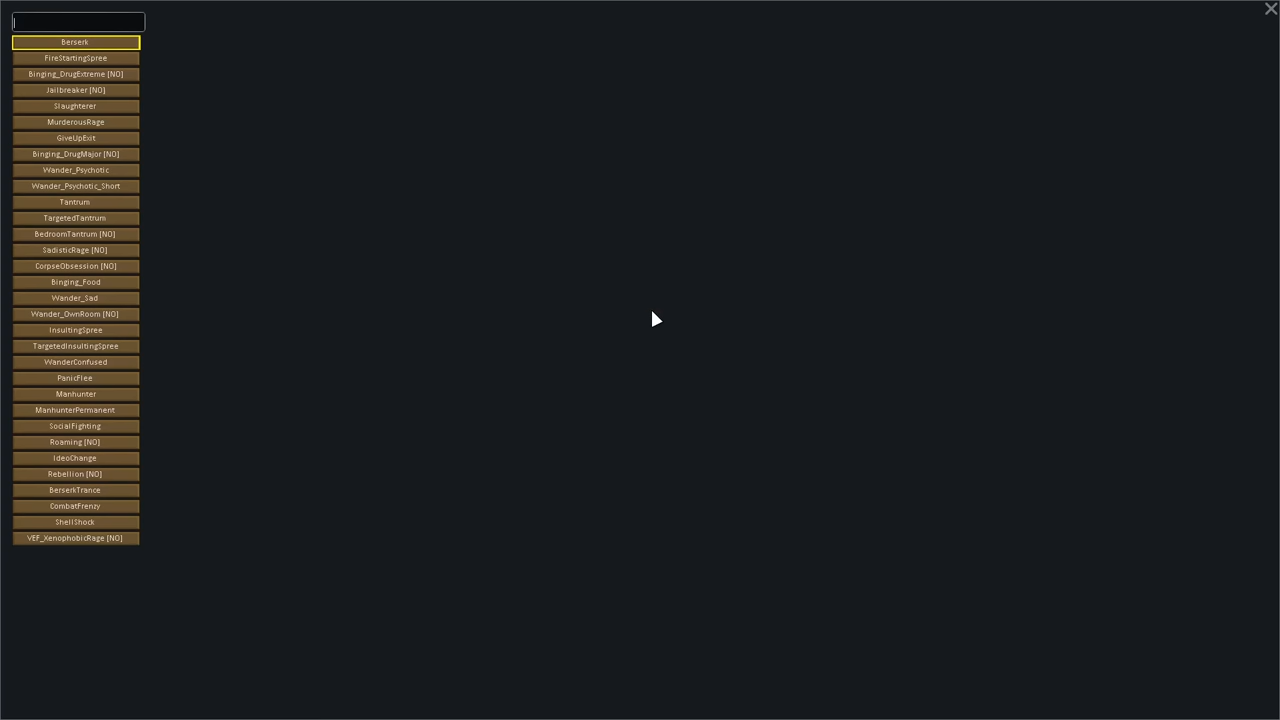 Berserk
FireStartingSpree
Binging_DrugExtreme [NO]
Jailbreaker [NO]
Slaughterer
MurderousRage
GiveUpExit
Binging_DrugMajor [NO]
Wander_Psychotic
Wander_Psychotic_Short
Tantrum
TargetedTantrum
BedroomTantrum [NO]
SadisticRage [NO]
CorpseObsession [NO]
Binging_Food
Wander_Sad
Wander_OwnRoom [NO]
InsultingSpree
TargetedInsultingSpree
WanderConfused
PanicFlee
Manhunter
ManhunterPermanent
SocialFighting
Roaming [NO]
IdeoChange
Rebellion [NO]
BerserkTrance
CombatFrenzy
ShellShock
VEF_XenophobicRage [NO]